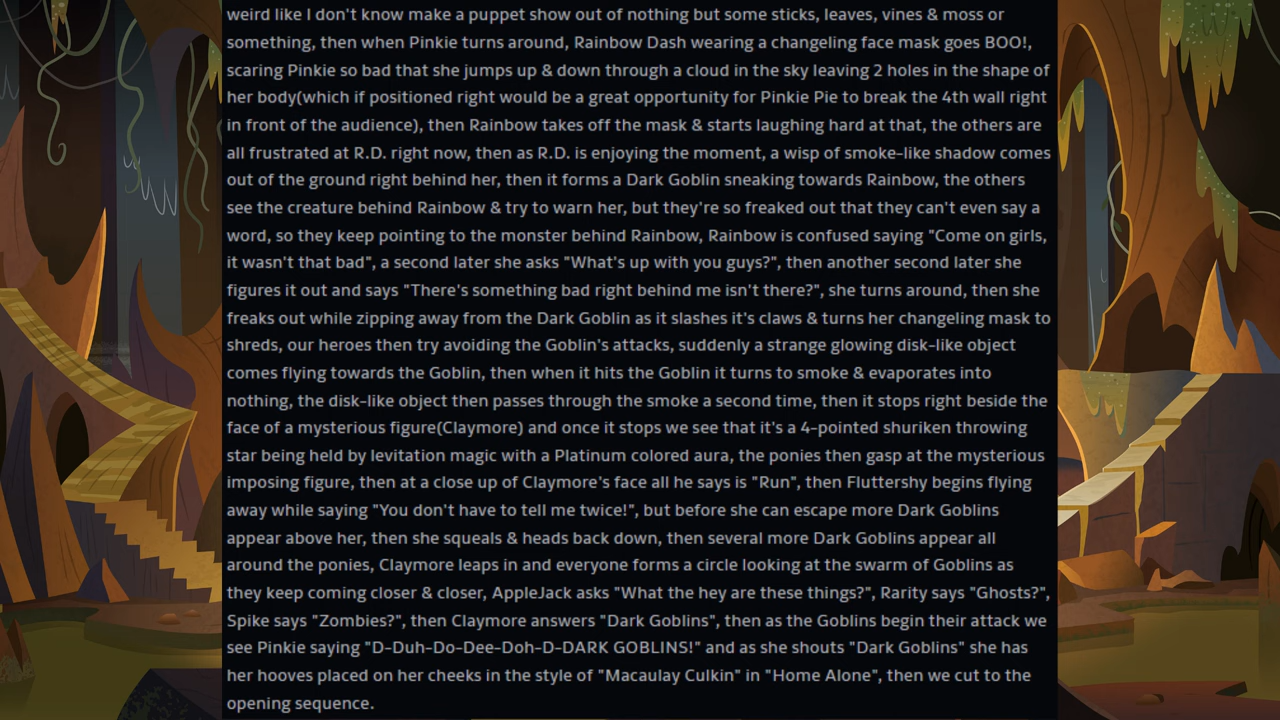 weird like I don't know make a puppet show out of nothing but some sticks, leaves, vines & moss or
something, then when Pinkie turns around, Rainbow Dash wearing a changeling face mask goes BOO!,
scaring Pinkie so bad that she jumps up & down through a cloud in the sky leaving 2 holes in the shape of
her body(which if positioned right would be a great opportunity for Pinkie Pie to break the 4th wall right
in front of the audience), then Rainbow takes off the mask & starts laughing hard at that, the others are
all frustrated at R.D. right now, then as R.D. is enjoying the moment, a wisp of smoke-like shadow comes
out of the ground right behind her, then it forms a Dark Goblin sneaking towards Rainbow, the others
see the creature behind Rainbow & try to warn her, but they're so freaked out that they can't even say a
word, so they keep pointing to the monster behind Rainbow, Rainbow is confused saying "Come on girls,
it wasn't that bad", a second later she asks "What's up with you guys?", then another second later she
figures it out and says "There's something bad right behind me isn't there?", she turns around, then she
freaks out while zipping away from the Dark Goblin as it slashes it's claws & turns her changeling mask to
shreds, our heroes then try avoiding the Goblin's attacks, suddenly a strange glowing disk-like object
comes flying towards the Goblin, then when it hits the Goblin it turns to smoke & evaporates into
nothing, the disk-like object then passes through the smoke a second time, then it stops right beside the
face of a mysterious figure(Claymore) and once it stops we see that it's a 4-pointed shuriken throwing
star being held by levitation magic with a Platinum colored aura, the ponies then gasp at the mysterious
imposing figure, then at a close up of Claymore's face all he says is "Run", then Fluttershy begins flying
away while saying "You don't have to tell me twice!", but before she can escape more Dark Goblins
appear above her, then she squeals & heads back down, then several more Dark Goblins appear all
around the ponies, Claymore leaps in and everyone forms a circle looking at the swarm of Goblins as
they keep coming closer & closer, AppleJack asks "What the hey are these things?", Rarity says "Ghosts?",
Spike says "Zombies?", then Claymore answers "Dark Goblins", then as the Goblins begin their attack we
see Pinkie saying "D-Duh-Do-Dee-Doh-D-DARK GOBLINS!" and as she shouts "Dark Goblins" she has
her hooves placed on her cheeks in the style of "Macaulay Culkin" in "Home Alone", then we cut to the
opening sequence.